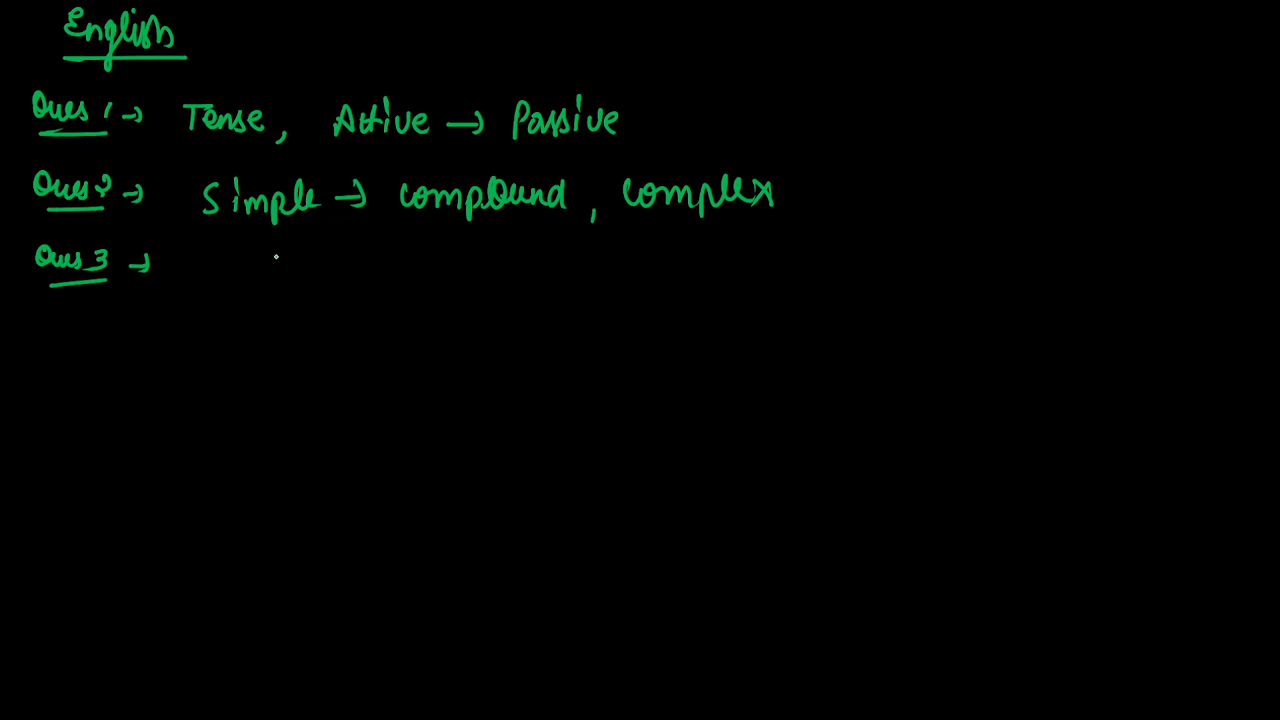 English
Ques 1 → Tense, Active → Passive
Ques 2 → Simple → compound, complex
Ques 3 →